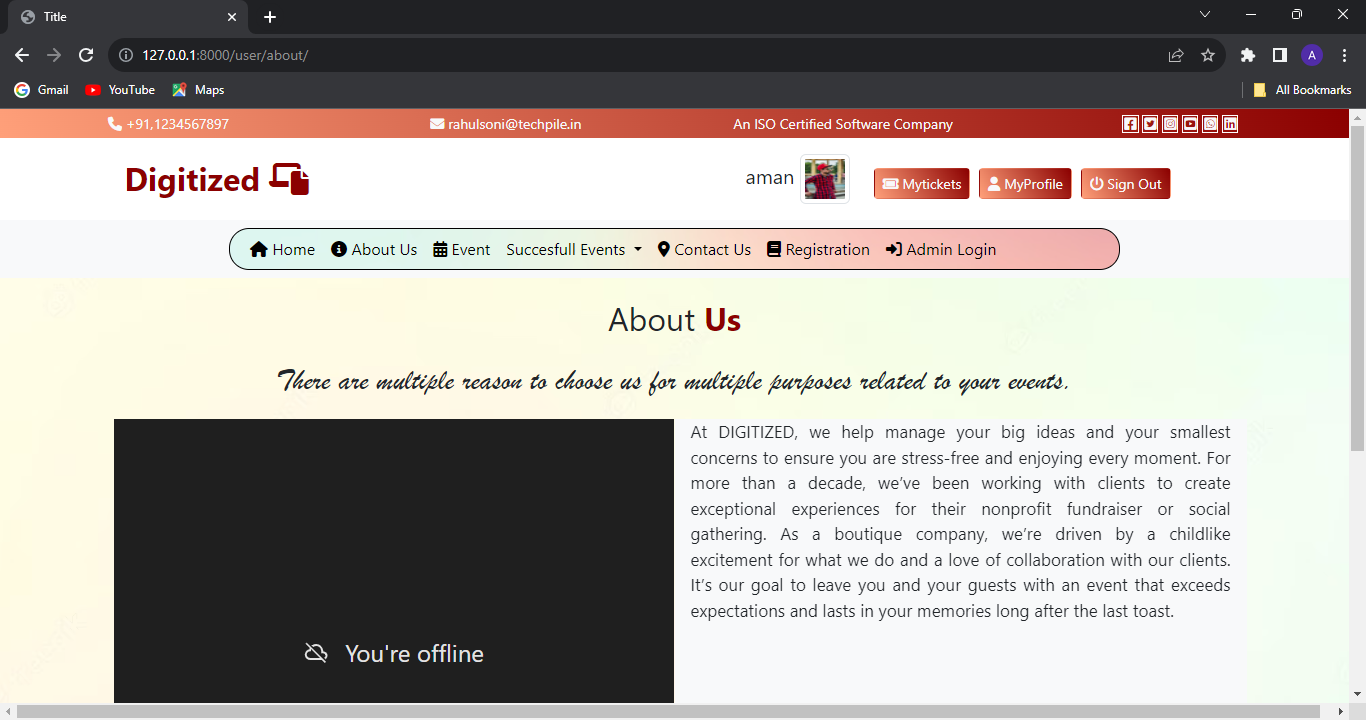 Title
127.0.0.1:8000/user/about/
A
Gmail
YouTube
Maps
All Bookmarks
+91,1234567897
rahulsoni@techpile.in
An ISO Certified Software Company
Digitized
aman
Mytickets
MyProfile
Sign Out
Home
About Us
Event
Succesfull Events
Contact Us
Registration
Admin Login
About Us
There are multiple reason to choose us for multiple purposes related to your events.
At DIGITIZED, we help manage your big ideas and your smallest
concerns to ensure you are stress-free and enjoying every moment. For
more than a decade, we’ve been working with clients to create
exceptional experiences for their nonprofit fundraiser or social
gathering. As a boutique company, we’re driven by a childlike
excitement for what we do and a love of collaboration with our clients.
It’s our goal to leave you and your guests with an event that exceeds
expectations and lasts in your memories long after the last toast.
You're offline